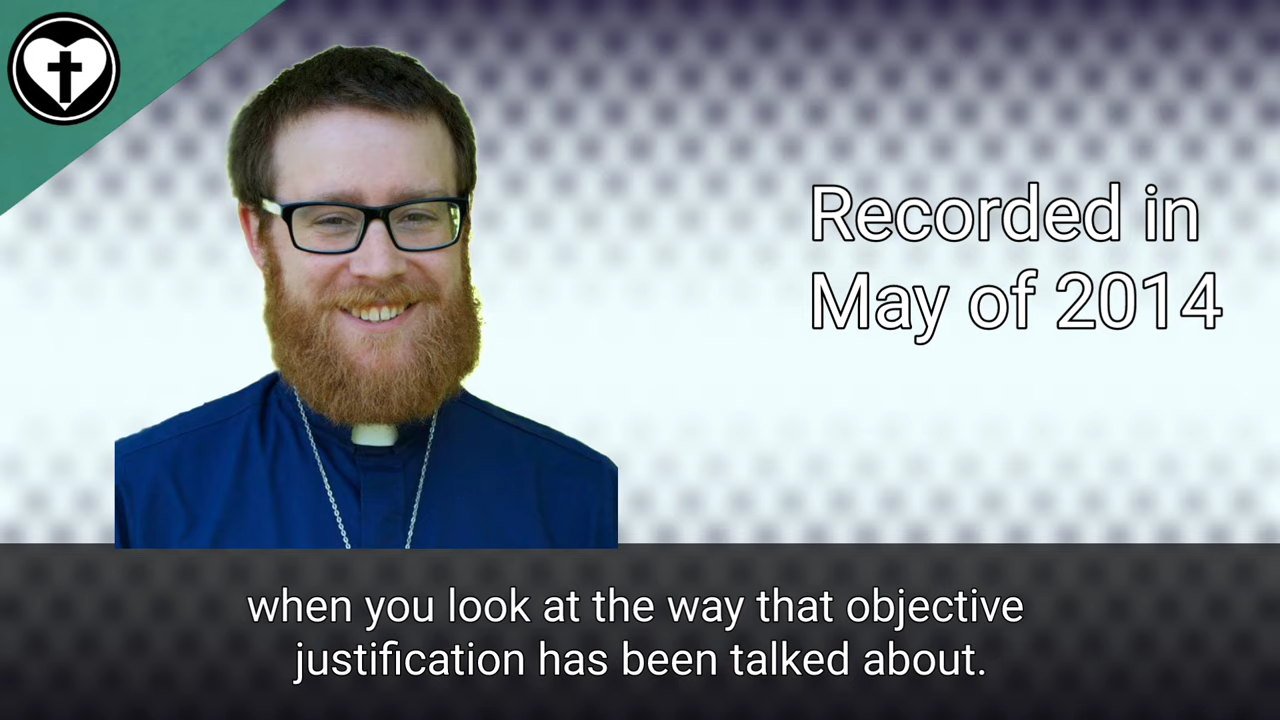 Recorded in
May of 2014
when you look at the way that objective
justification has been talked about.